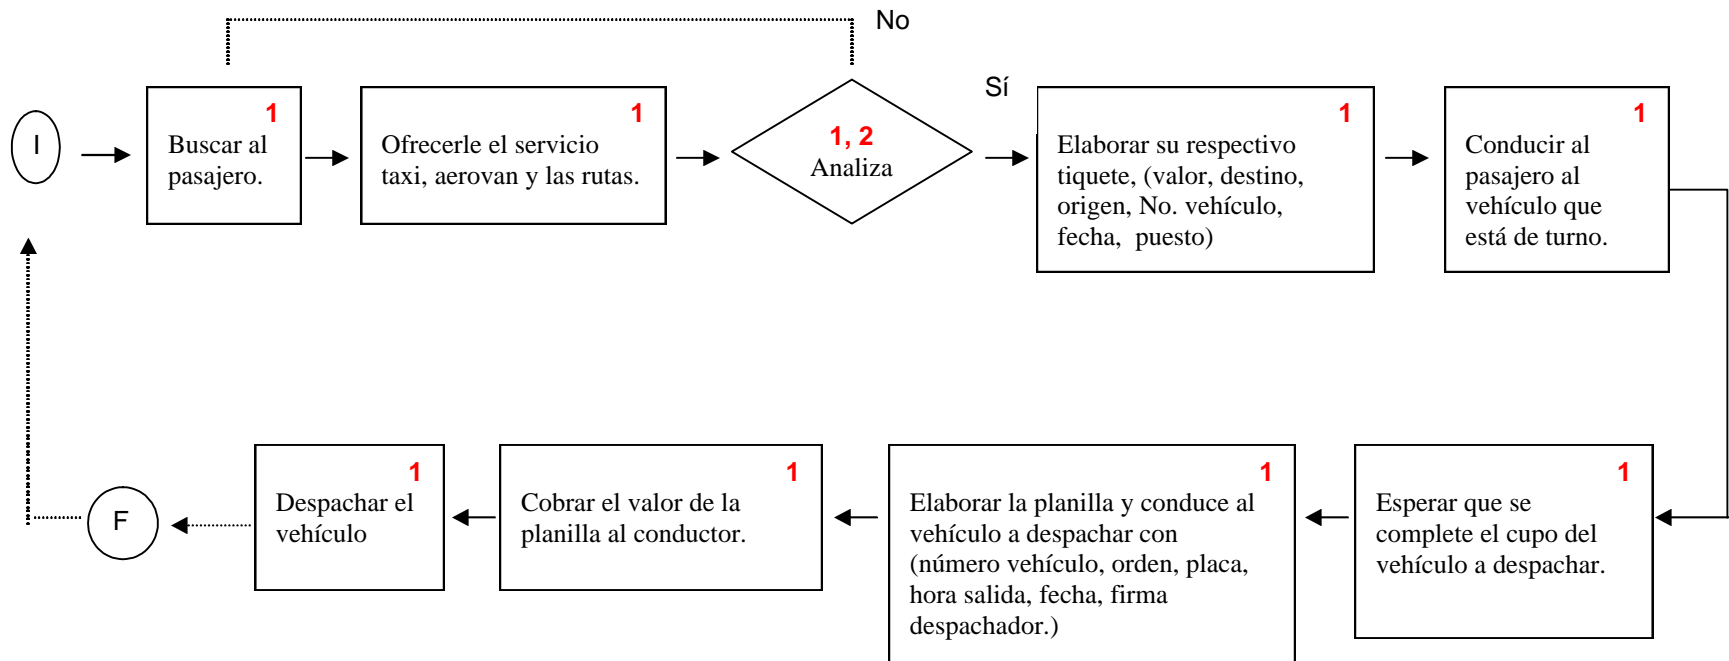 No
Sí
I
1
Buscar al
pasajero.
1
Ofrecerle el servicio
taxi, aerovan y las rutas.
1, 2
Analiza
1
Elaborar su respectivo
tiquete, (valor, destino,
origen, No. vehículo,
fecha, puesto)
1
Conducir al
pasajero al
vehículo que
está de turno.
1
Esperar que se
complete el cupo del
vehículo a despachar.
1
Elaborar la planilla y conduce al
vehículo a despachar con
(número vehículo, orden, placa,
hora salida, fecha, firma
despachador.)
1
Cobrar el valor de la
planilla al conductor.
1
Despachar el
vehículo
F